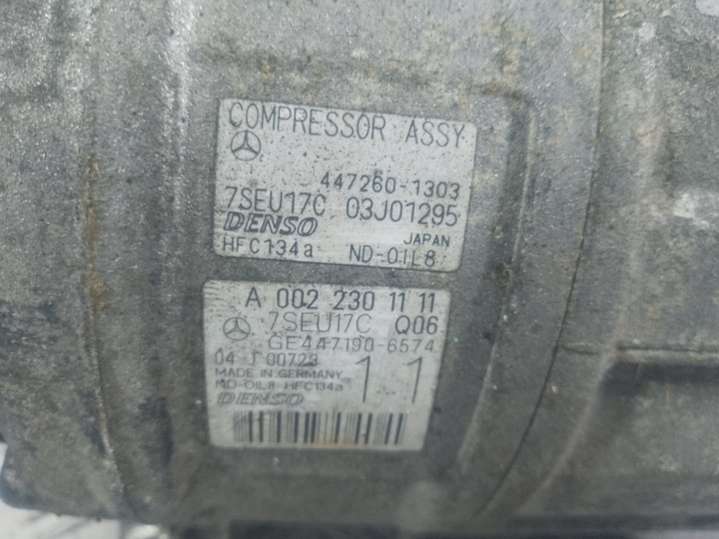 COMPRESSOR ASSY
447260-1303
7SEU17C 03J01295
DENSO JAPAN
HFC134a ND-OIL8
A 002 230 11 11
7SEU17C Q06
GE447190-6574
04 J 00723
MADE IN GERMANY 11
ND-OIL8 HFC134a
DENSO